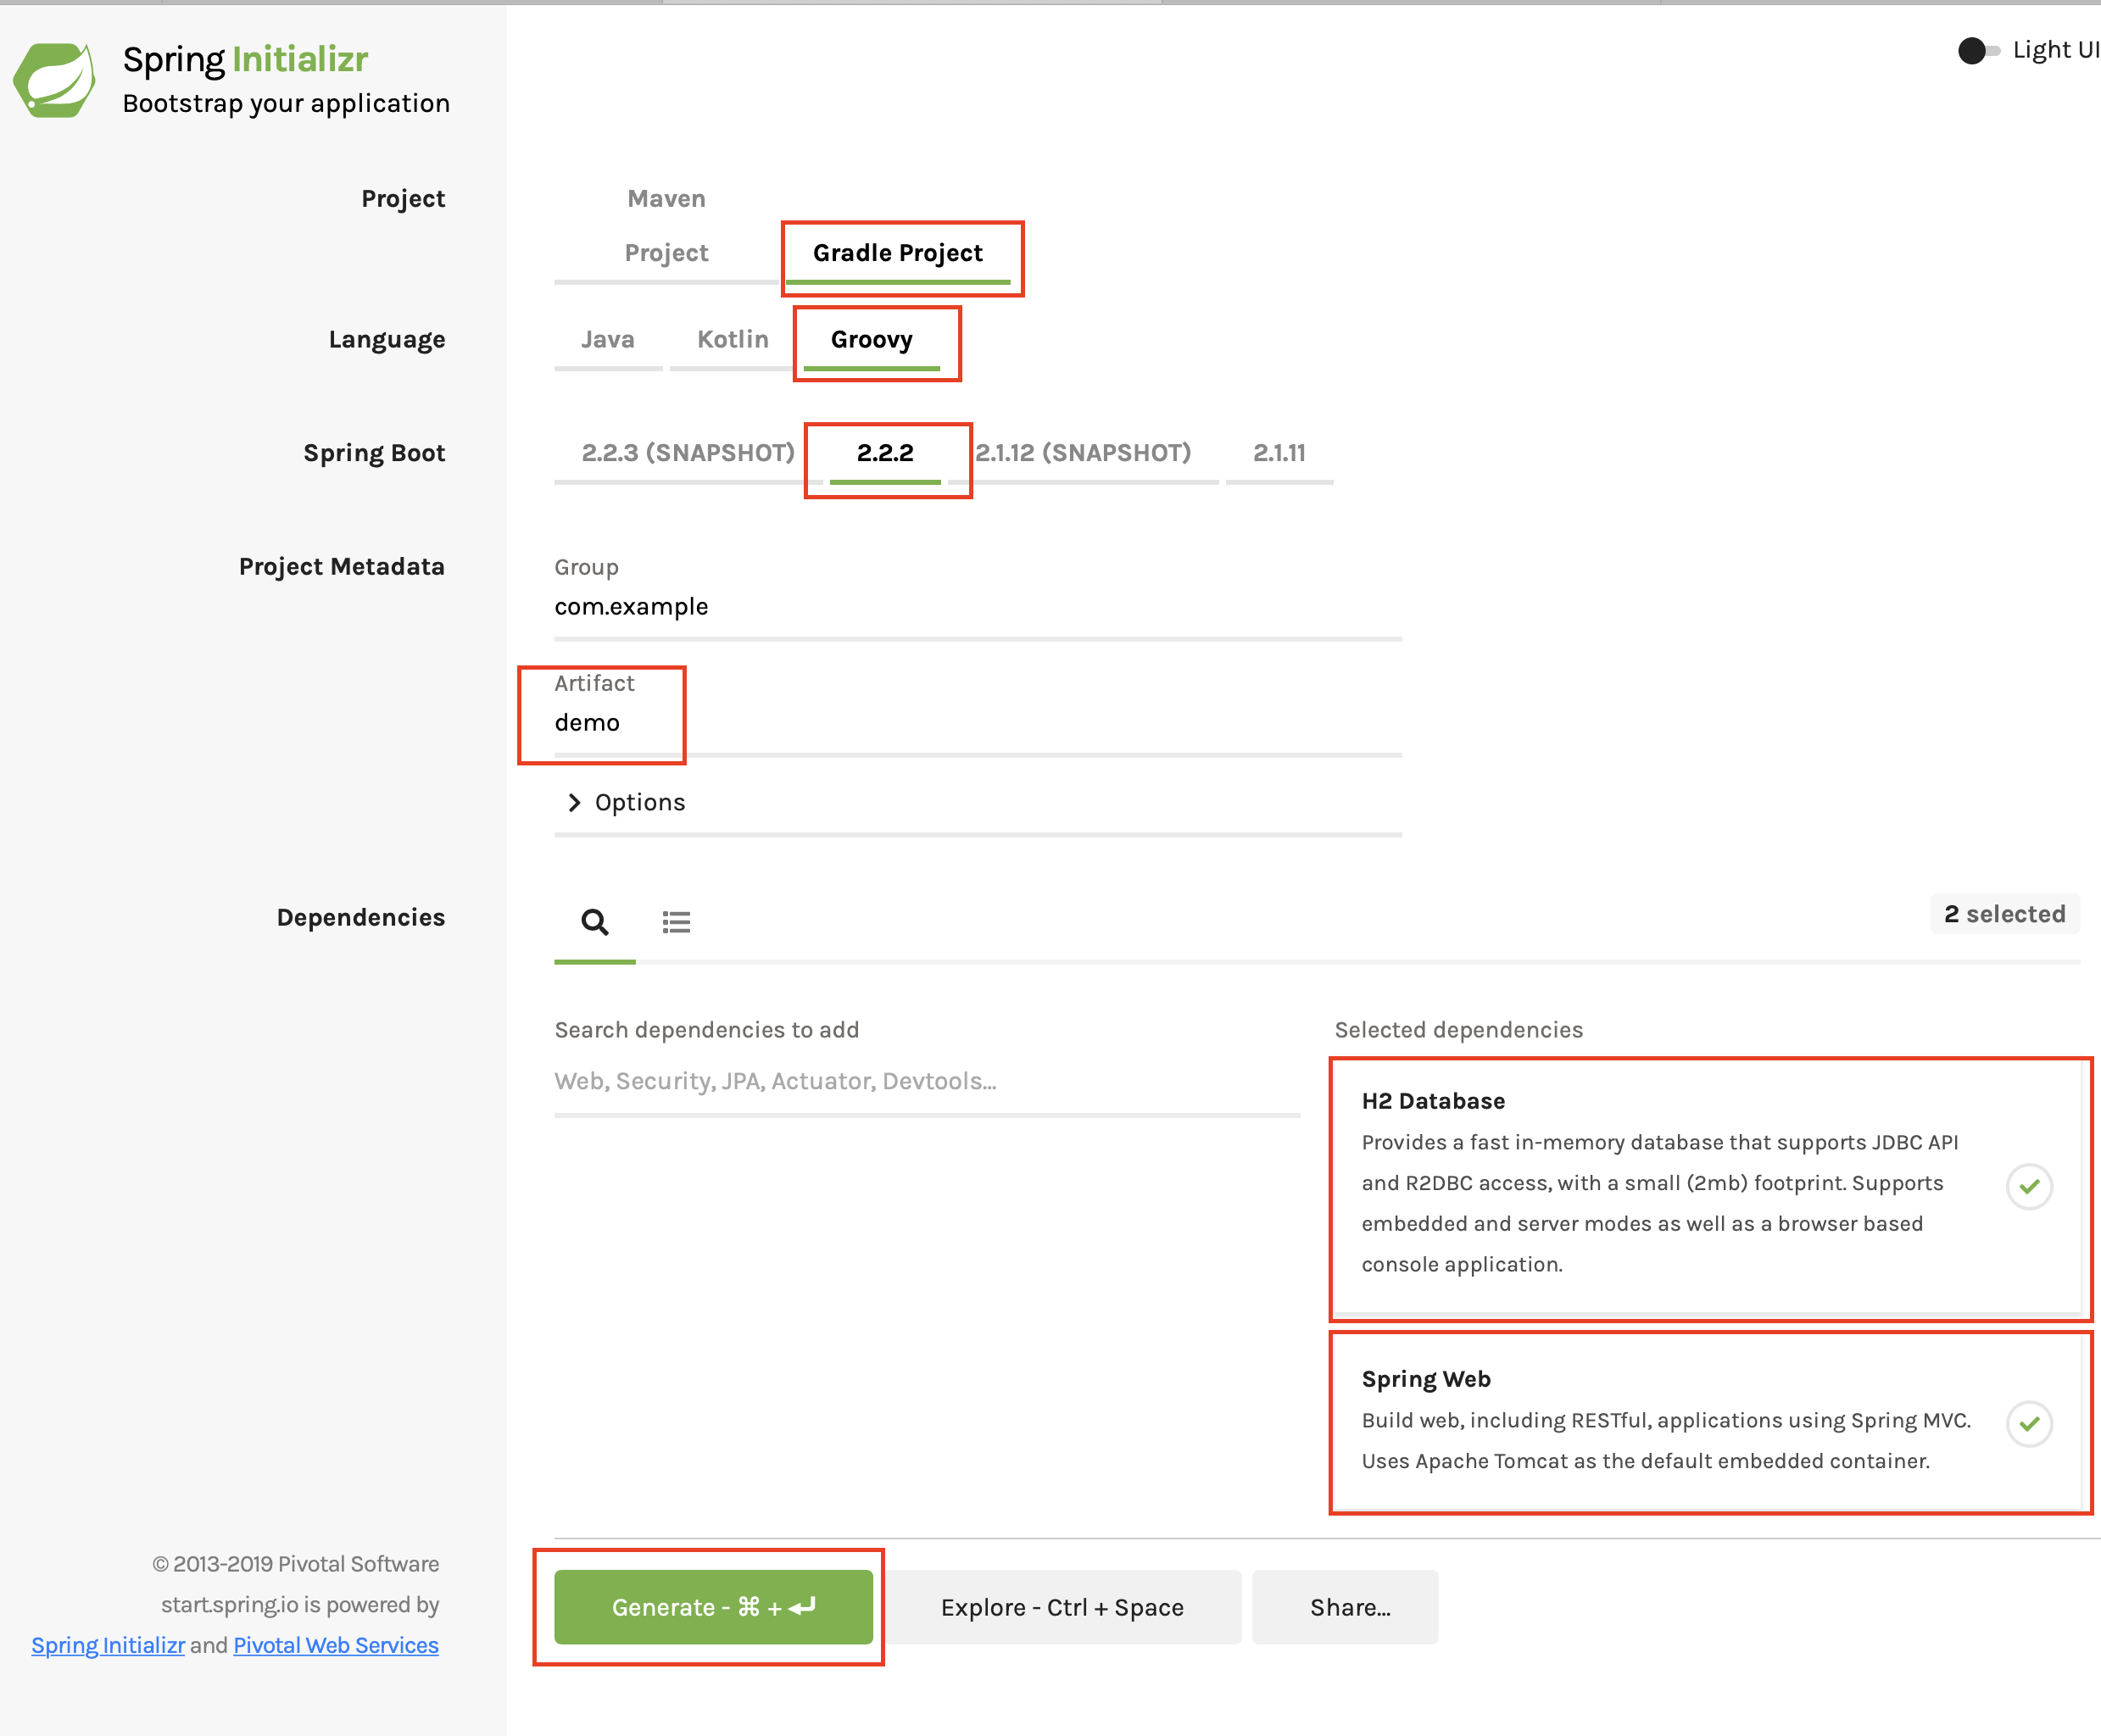 Spring Initializr
Bootstrap your application
Light UI
Project
Maven
Project
Gradle Project
Language
Java
Kotlin
Groovy
Spring Boot
2.2.3 (SNAPSHOT)
2.2.2
2.1.12 (SNAPSHOT)
2.1.11
Project Metadata
Group
com.example
Artifact
demo
Options
Dependencies
2 selected
Search dependencies to add
Web, Security, JPA, Actuator, Devtools...
Selected dependencies
H2 Database
Provides a fast in-memory database that supports JDBC API
and R2DBC access, with a small (2mb) footprint. Supports
embedded and server modes as well as a browser based
console application.
Spring Web
Build web, including RESTful, applications using Spring MVC.
Uses Apache Tomcat as the default embedded container.
© 2013-2019 Pivotal Software
start.spring.io is powered by
Spring Initializr and Pivotal Web Services
Generate - ⌘ + ⏎
Explore - Ctrl + Space
Share...